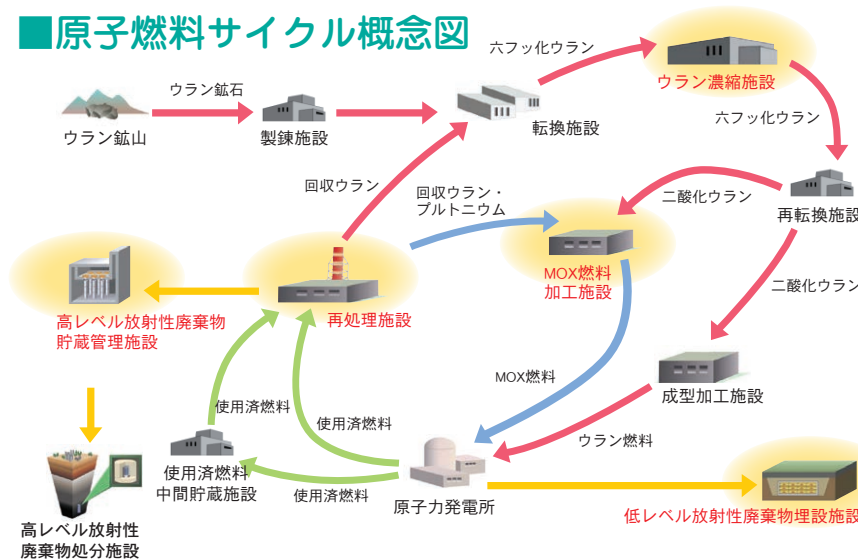 ■原子燃料サイクル概念図
六フッ化ウラン
ウラン濃縮施設
ウラン鉱石
ウラン鉱山
製錬施設
転換施設
六フッ化ウラン
回収ウラン
回収ウラン・
プルトニウム
二酸化ウラン
再転換施設
MOX燃料
加工施設
二酸化ウラン
高レベル放射性廃棄物
貯蔵管理施設
再処理施設
MOX燃料
成型加工施設
使用済燃料
使用済燃料
ウラン燃料
使用済燃料
中間貯蔵施設
使用済燃料
原子力発電所
低レベル放射性廃棄物埋設施設
高レベル放射性
廃棄物処分施設